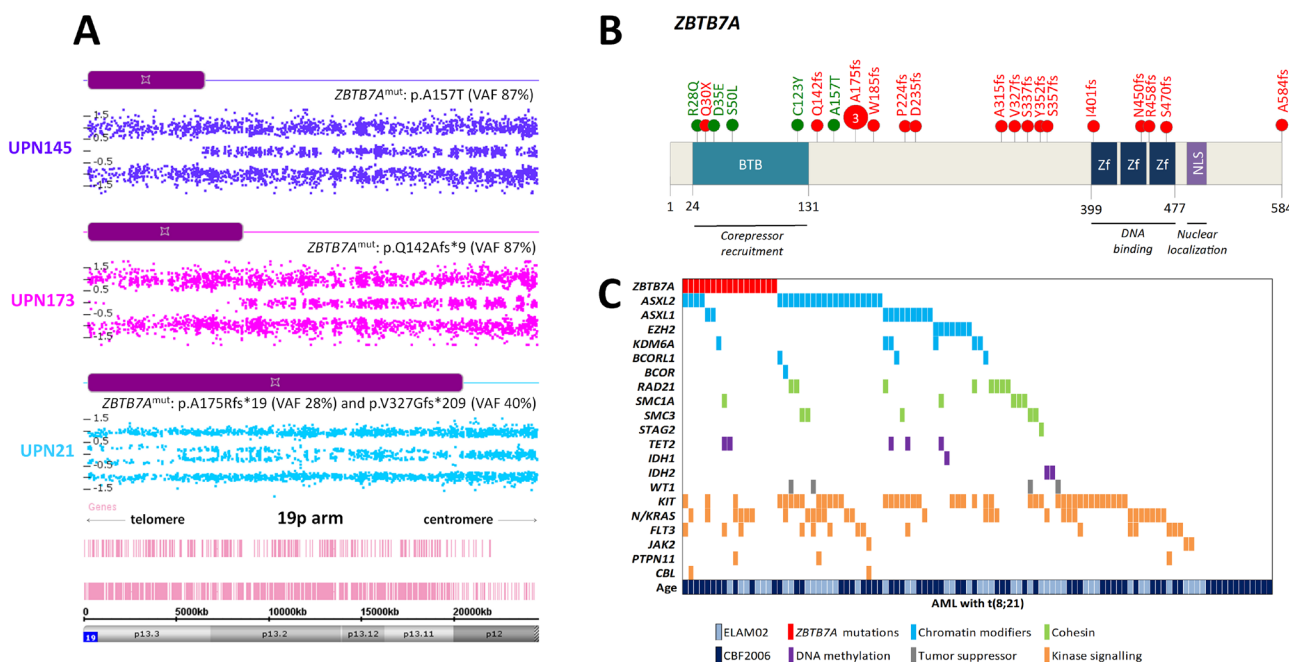 A
ZBTB7Amut: p.A157T (VAF 87%)
1.5
0.5
UPN145
-0.5
-1.5
ZBTB7Amut: p.Q142Afs*9 (VAF 87%)
1.5
0.5
UPN173
-0.5
-1.5
ZBTB7Amut: p.A175Rfs*19 (VAF 28%) and p.V327Gfs*209 (VAF 40%)
1.5
0.5
UPN21
-0.5
-1.5
Genes
telomere 19p arm centromere
0 5000kb 10000kb 15000kb 20000kb
19 p13.3 p13.2 p13.12 p13.11 p12
B
ZBTB7A
R28Q Q30X D35E S50L C123Y Q142fs A157T A175fs W185fs P224fs D235fs A315fs V327fs S337fs Y352fs S357fs I401fs N450fs R458fs S470fs A584fs
3
BTB Zf Zf Zf NLS
1 24 131 399 477 584
Corepressor recruitment
DNA binding
Nuclear localization
C
ZBTB7A
ASXL2
ASXL1
EZH2
KDM6A
BCORL1
BCOR
RAD21
SMC1A
SMC3
STAG2
TET2
IDH1
IDH2
WT1
KIT
N/KRAS
FLT3
JAK2
PTPN11
CBL
Age
AML with t(8;21)
ELAM02 ZBTB7A mutations Chromatin modifiers Cohesin
CBF2006 DNA methylation Tumor suppressor Kinase signalling